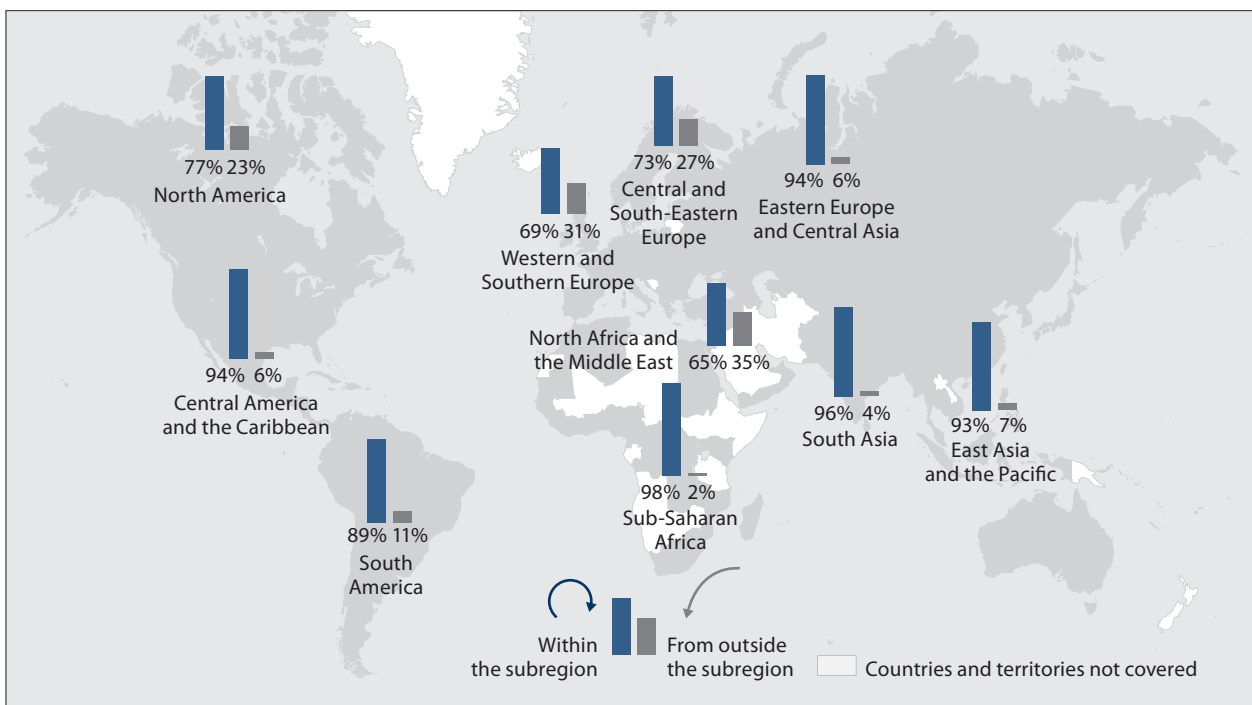 77% 23%
North America
73% 27%
Central and
South-Eastern
Europe
94% 6%
Eastern Europe
and Central Asia
69% 31%
Western and
Southern Europe
North Africa and
the Middle East
65% 35%
94% 6%
Central America
and the Caribbean
96% 4%
South Asia
93% 7%
East Asia
and the Pacific
98% 2%
Sub-Saharan
Africa
89% 11%
South
America
Within
the subregion
From outside
the subregion
Countries and territories not covered